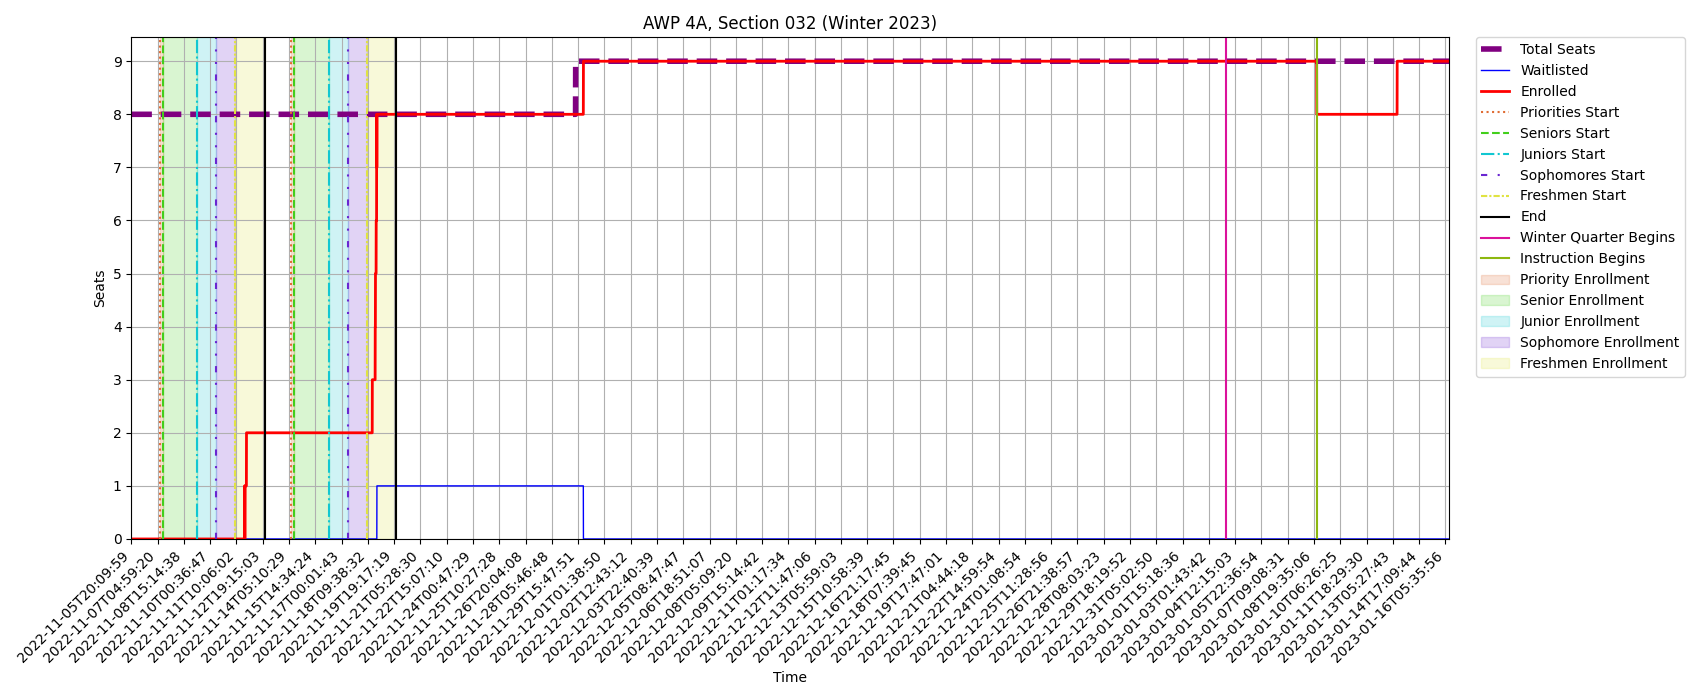 AWP 4A, Section 032 (Winter 2023)
Seats
9
8
7
6
5
4
3
2
1
0
2022-11-05T20:09:59
2022-11-07T04:59:20
2022-11-08T15:14:38
2022-11-10T00:36:47
2022-11-11T10:06:02
2022-11-12T19:15:03
2022-11-14T05:10:29
2022-11-15T14:34:24
2022-11-17T00:01:43
2022-11-18T09:38:32
2022-11-19T19:17:19
2022-11-21T05:28:30
2022-11-22T15:07:10
2022-11-24T00:47:29
2022-11-25T10:27:28
2022-11-26T20:04:08
2022-11-28T05:46:48
2022-11-29T15:47:51
2022-12-01T01:38:50
2022-12-02T12:43:12
2022-12-03T22:40:39
2022-12-05T08:47:47
2022-12-06T18:51:07
2022-12-08T05:09:20
2022-12-09T15:14:42
2022-12-11T01:17:34
2022-12-12T11:47:06
2022-12-13T15:59:03
2022-12-15T10:58:39
2022-12-16T21:17:45
2022-12-18T07:39:45
2022-12-19T17:47:01
2022-12-21T04:44:18
2022-12-22T14:59:54
2022-12-24T01:08:54
2022-12-25T11:28:56
2022-12-26T21:38:57
2022-12-28T08:03:23
2022-12-29T18:19:52
2022-12-31T05:02:50
2023-01-01T15:18:36
2023-01-03T01:43:42
2023-01-04T12:15:03
2023-01-05T22:36:54
2023-01-07T09:08:31
2023-01-08T19:35:06
2023-01-10T06:26:25
2023-01-11T18:29:30
2023-01-13T05:27:43
2023-01-14T17:09:44
2023-01-16T05:35:56
Time
Total Seats
Waitlisted
Enrolled
Priorities Start
Seniors Start
Juniors Start
Sophomores Start
Freshmen Start
End
Winter Quarter Begins
Instruction Begins
Priority Enrollment
Senior Enrollment
Junior Enrollment
Sophomore Enrollment
Freshmen Enrollment